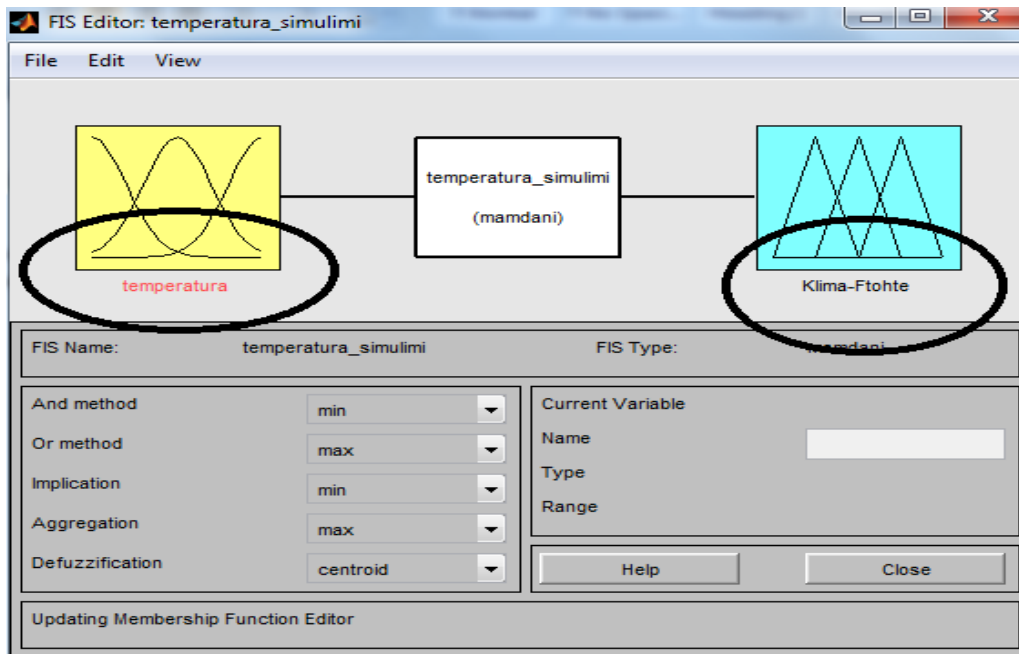 FIS Editor: temperatura_simulimi
File Edit View
temperatura_simulimi
(mamdani)
temperatura
Klima-Ftohte
FIS Name: temperatura_simulimi FIS Type: mamdani
And method min
Or method max
Implication min
Aggregation max
Defuzzification centroid
Current Variable
Name
Type
Range
Help Close
Updating Membership Function Editor